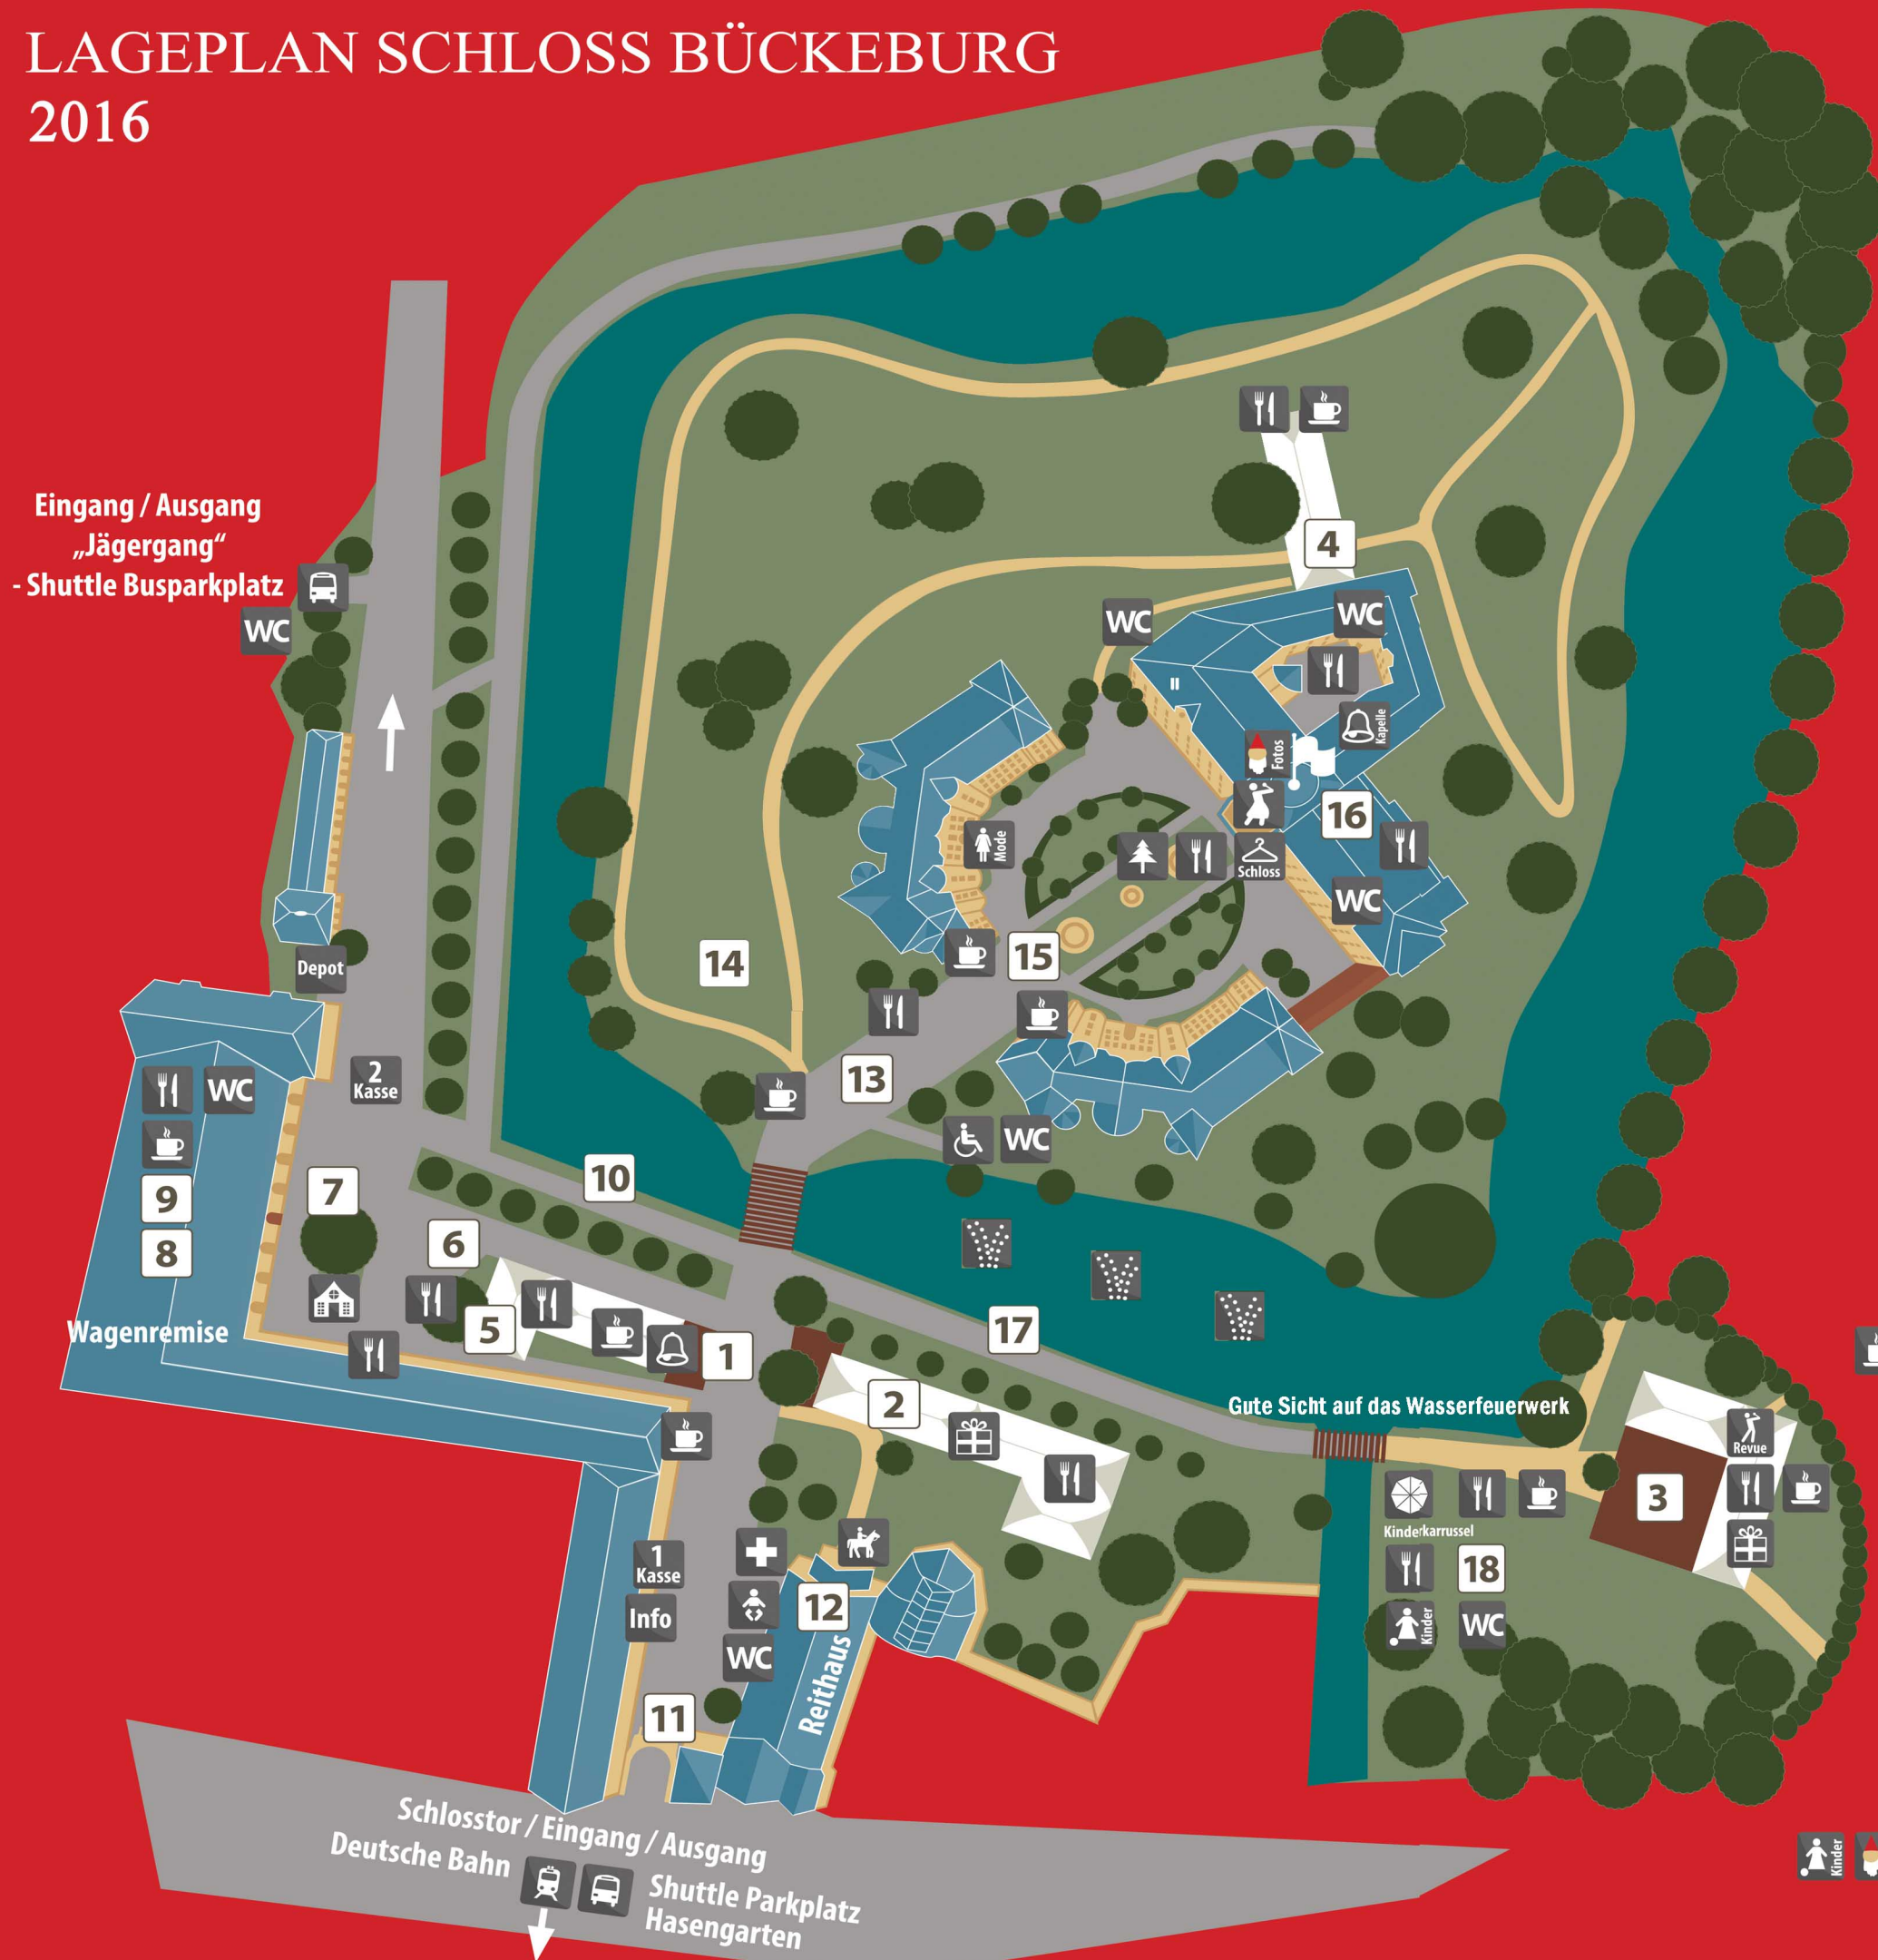 LAGEPLAN SCHLOSS BÜCKEBURG
2016
Eingang / Ausgang
„Jägergang“
- Shuttle Busparkplatz
WC
4
WC
WC
Kapelle
Fotos
16
Mode
Schloss
WC
15
14
Depot
13
2
Kasse
WC
WC
9
8
7
10
6
Wagenremise
5
1
17
2
Gute Sicht auf das Wasserfeuerwerk
Revue
3
Kinderkarrussel
18
Kinder
WC
1
Kasse
Info
12
WC
Reithaus
11
Schlosstor / Eingang / Ausgang
Deutsche Bahn
Shuttle Parkplatz
Hasengarten
Kinder